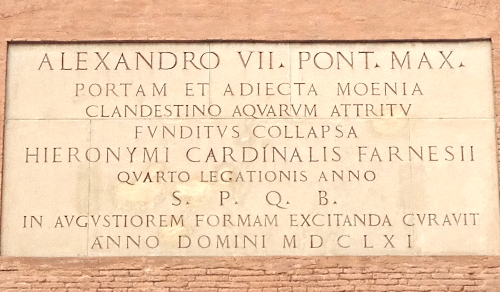 ALEXANDRO VII. PONT. MAX.
PORTAM ET ADIECTA MOENIA
CLANDESTINO AQVARVM ATTRITV
FVNDITVS COLLAPSA
HIERONYMI CARDINALIS FARNESII
QVARTO LEGATIONIS ANNO
S. P. Q. B.
IN AVGVSTIOREM FORMAM EXCITANDA CVRAVIT
ANNO DOMINI MDCLXI